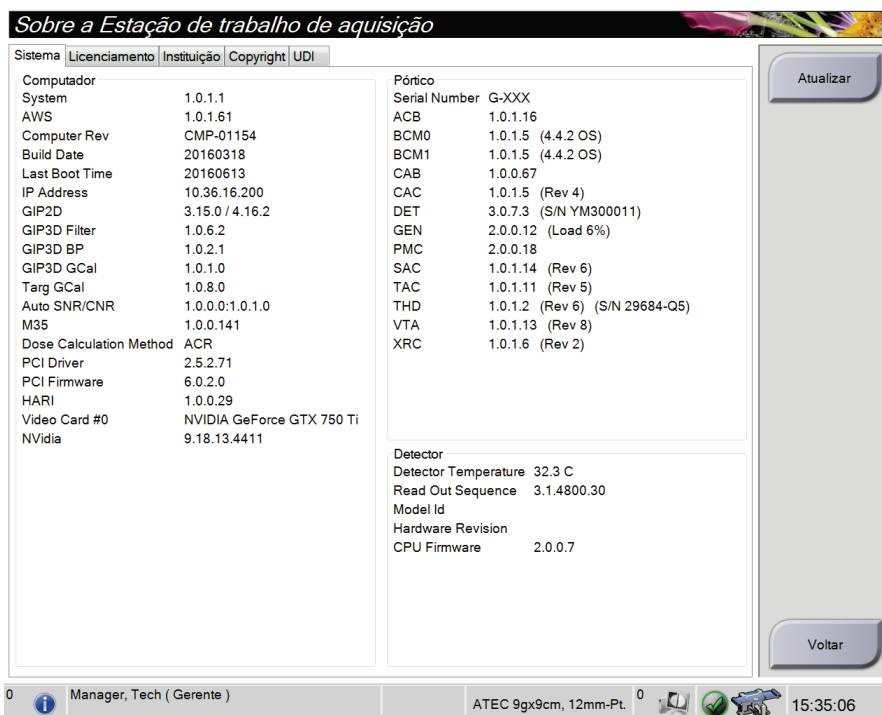 Sobre a Estação de trabalho de aquisição
Sistema Licenciamento Instituição Copyright UDI
Computador
System 1.0.1.1
AWS 1.0.1.61
Computer Rev CMP-01154
Build Date 20160318
Last Boot Time 20160613
IP Address 10.36.16.200
GIP2D 3.15.0 / 4.16.2
GIP3D Filter 1.0.6.2
GIP3D BP 1.0.2.1
GIP3D GCal 1.0.1.0
Targ GCal 1.0.8.0
Auto SNR/CNR 1.0.0.0:1.0.1.0
M35 1.0.0.141
Dose Calculation Method ACR
PCI Driver 2.5.2.71
PCI Firmware 6.0.2.0
HARI 1.0.0.29
Video Card #0 NVIDIA GeForce GTX 750 Ti
NVidia 9.18.13.4411
Pórtico
Serial Number G-XXX
ACB 1.0.1.16
BCM0 1.0.1.5 (4.4.2 OS)
BCM1 1.0.1.5 (4.4.2 OS)
CAB 1.0.0.67
CAC 1.0.1.5 (Rev 4)
DET 3.0.7.3 (S/N YM300011)
GEN 2.0.0.12 (Load 6%)
PMC 2.0.0.18
SAC 1.0.1.14 (Rev 6)
TAC 1.0.1.11 (Rev 5)
THD 1.0.1.2 (Rev 6) (S/N 29684-Q5)
VTA 1.0.1.13 (Rev 8)
XRC 1.0.1.6 (Rev 2)
Detector
Detector Temperature 32.3 C
Read Out Sequence 3.1.4800.30
Model Id
Hardware Revision
CPU Firmware 2.0.0.7
Atualizar
Voltar
0 Manager, Tech ( Gerente ) ATEC 9gx9cm, 12mm-Pt. 0 15:35:06